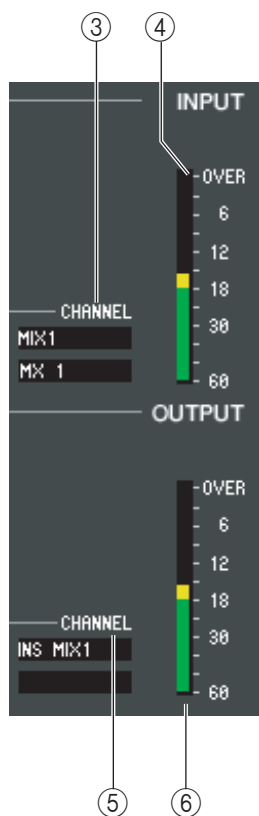 ③ ④
INPUT
OVER
6
12
18
30
60
CHANNEL
MIX1
MX 1
OUTPUT
OVER
6
12
18
30
60
CHANNEL
INS MIX1
⑤ ⑥